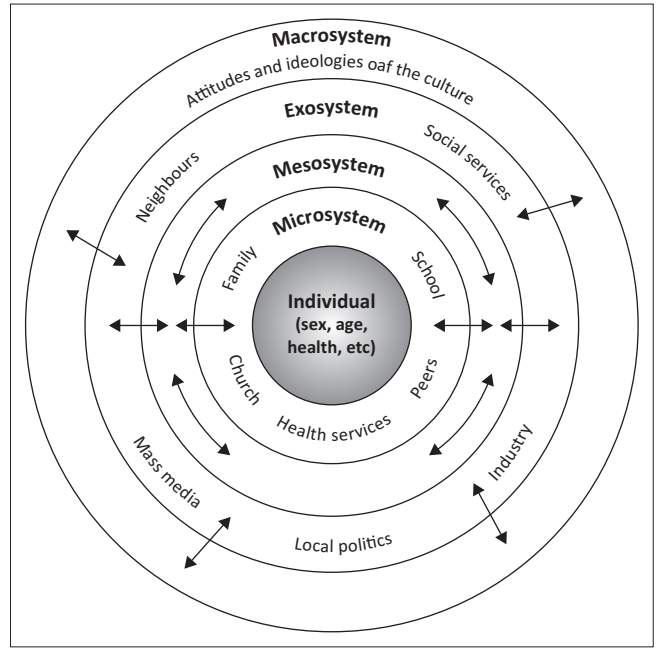 Macrosystem
Attitudes and ideologies oaf the culture
Exosystem
Neighbours
Social services
Mesosystem
Microsystem
Family
School
Individual
(sex, age,
health, etc)
Church
Peers
Health services
Mass media
Industry
Local politics